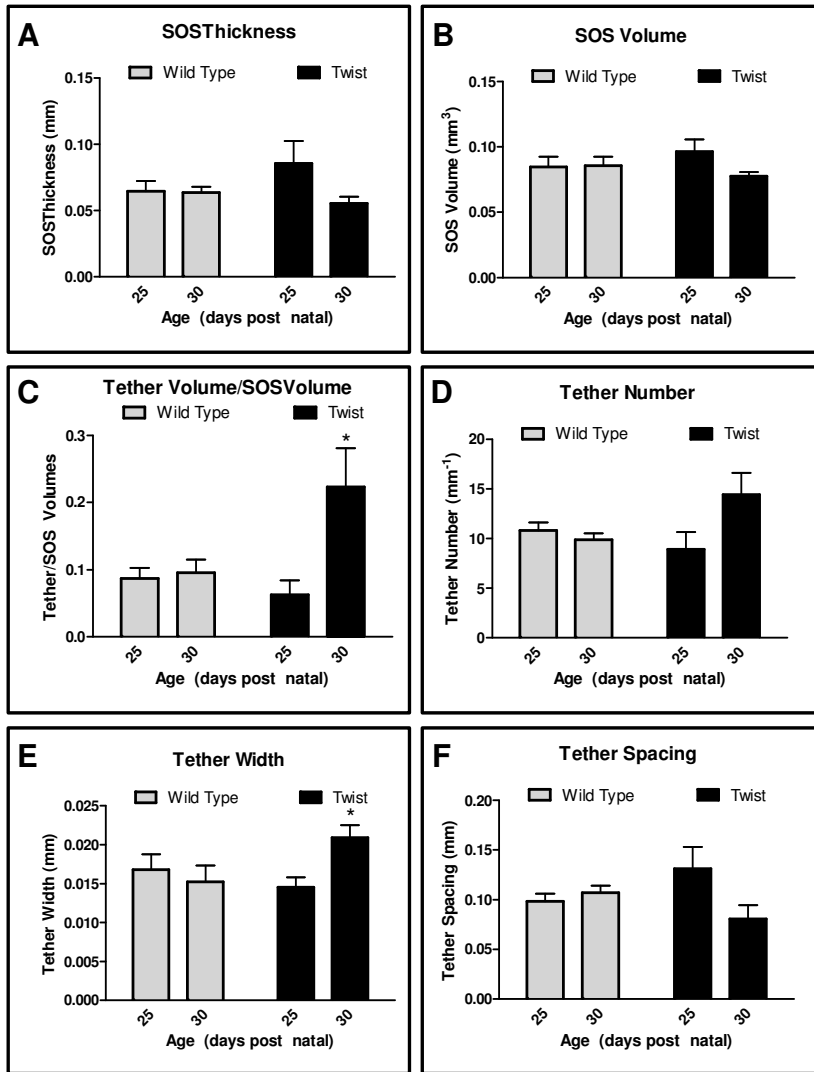 A
SOSThickness
Wild Type Twist
SOSThickness (mm)
0.15
0.10
0.05
0.00
25 30 25 30
Age (days post natal)
B
SOS Volume
Wild Type Twist
SOS Volume (mm³)
0.15
0.10
0.05
0.00
25 30 25 30
Age (days post natal)
C
Tether Volume/SOSVolume
Wild Type Twist
Tether/SOS Volumes
0.3
0.2
0.1
0.0
*
25 30 25 30
Age (days post natal)
D
Tether Number
Wild Type Twist
Tether Number (mm⁻¹)
20
15
10
5
0
25 30 25 30
Age (days post natal)
E
Tether Width
Wild Type Twist
Tether Width (mm)
0.025
0.020
0.015
0.010
0.005
0.000
*
25 30 25 30
Age (days post natal)
F
Tether Spacing
Wild Type Twist
Tether Spacing (mm)
0.20
0.15
0.10
0.05
0.00
25 30 25 30
Age (days post natal)